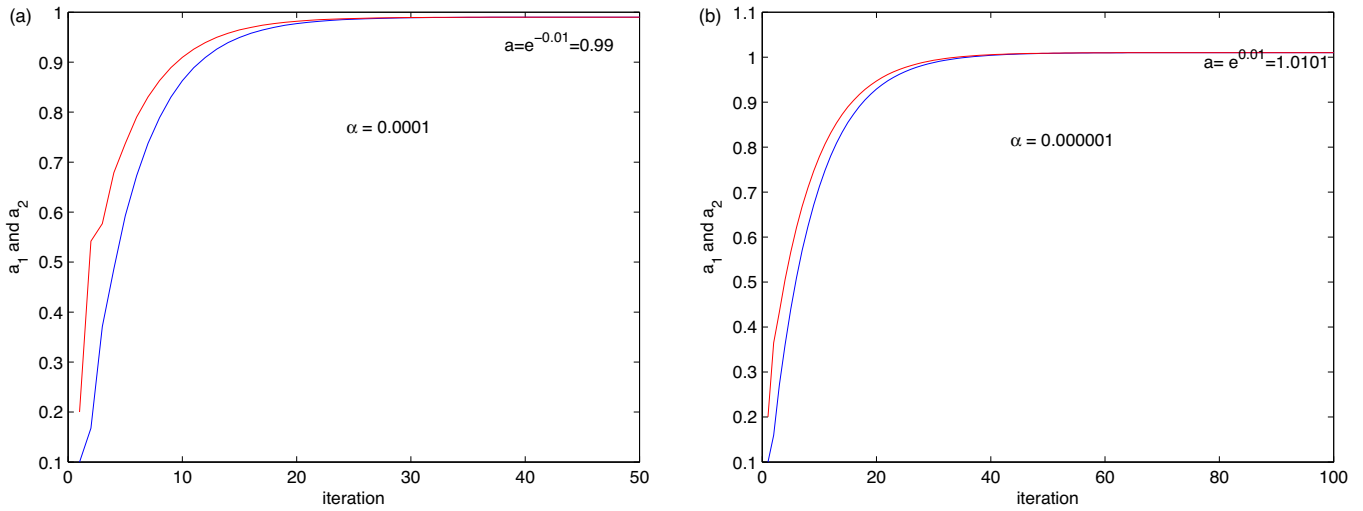 (a)
1
0.9
0.8
0.7
0.6
0.5
0.4
0.3
0.2
0.1
a₁ and a₂
a=e⁻⁰·⁰¹=0.99
α = 0.0001
0 10 20 30 40 50
iteration
(b)
1.1
1
0.9
0.8
0.7
0.6
0.5
0.4
0.3
0.2
0.1
a₁ and a₂
a= e⁰·⁰¹=1.0101
α = 0.000001
0 20 40 60 80 100
iteration